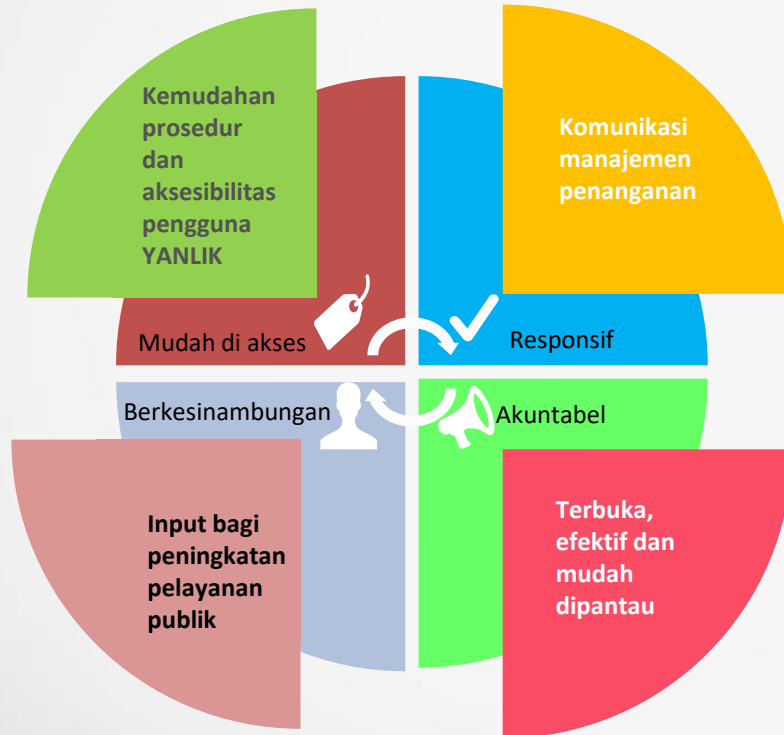 Kemudahan
prosedur
dan
aksesibilitas
pengguna
YANLIK
Komunikasi
manajemen
penanganan
Mudah di akses
Responsif
Berkesinambungan
Akuntabel
Input bagi
peningkatan
pelayanan
publik
Terbuka,
efektif dan
mudah
dipantau